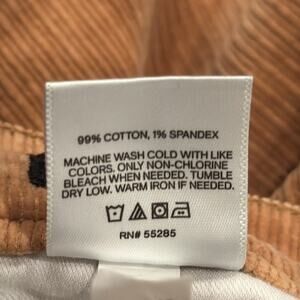 99% COTTON, 1% SPANDEX
MACHINE WASH COLD WITH LIKE
COLORS. ONLY NON-CHLORINE
BLEACH WHEN NEEDED. TUMBLE
DRY LOW. WARM IRON IF NEEDED.
RN# 55285